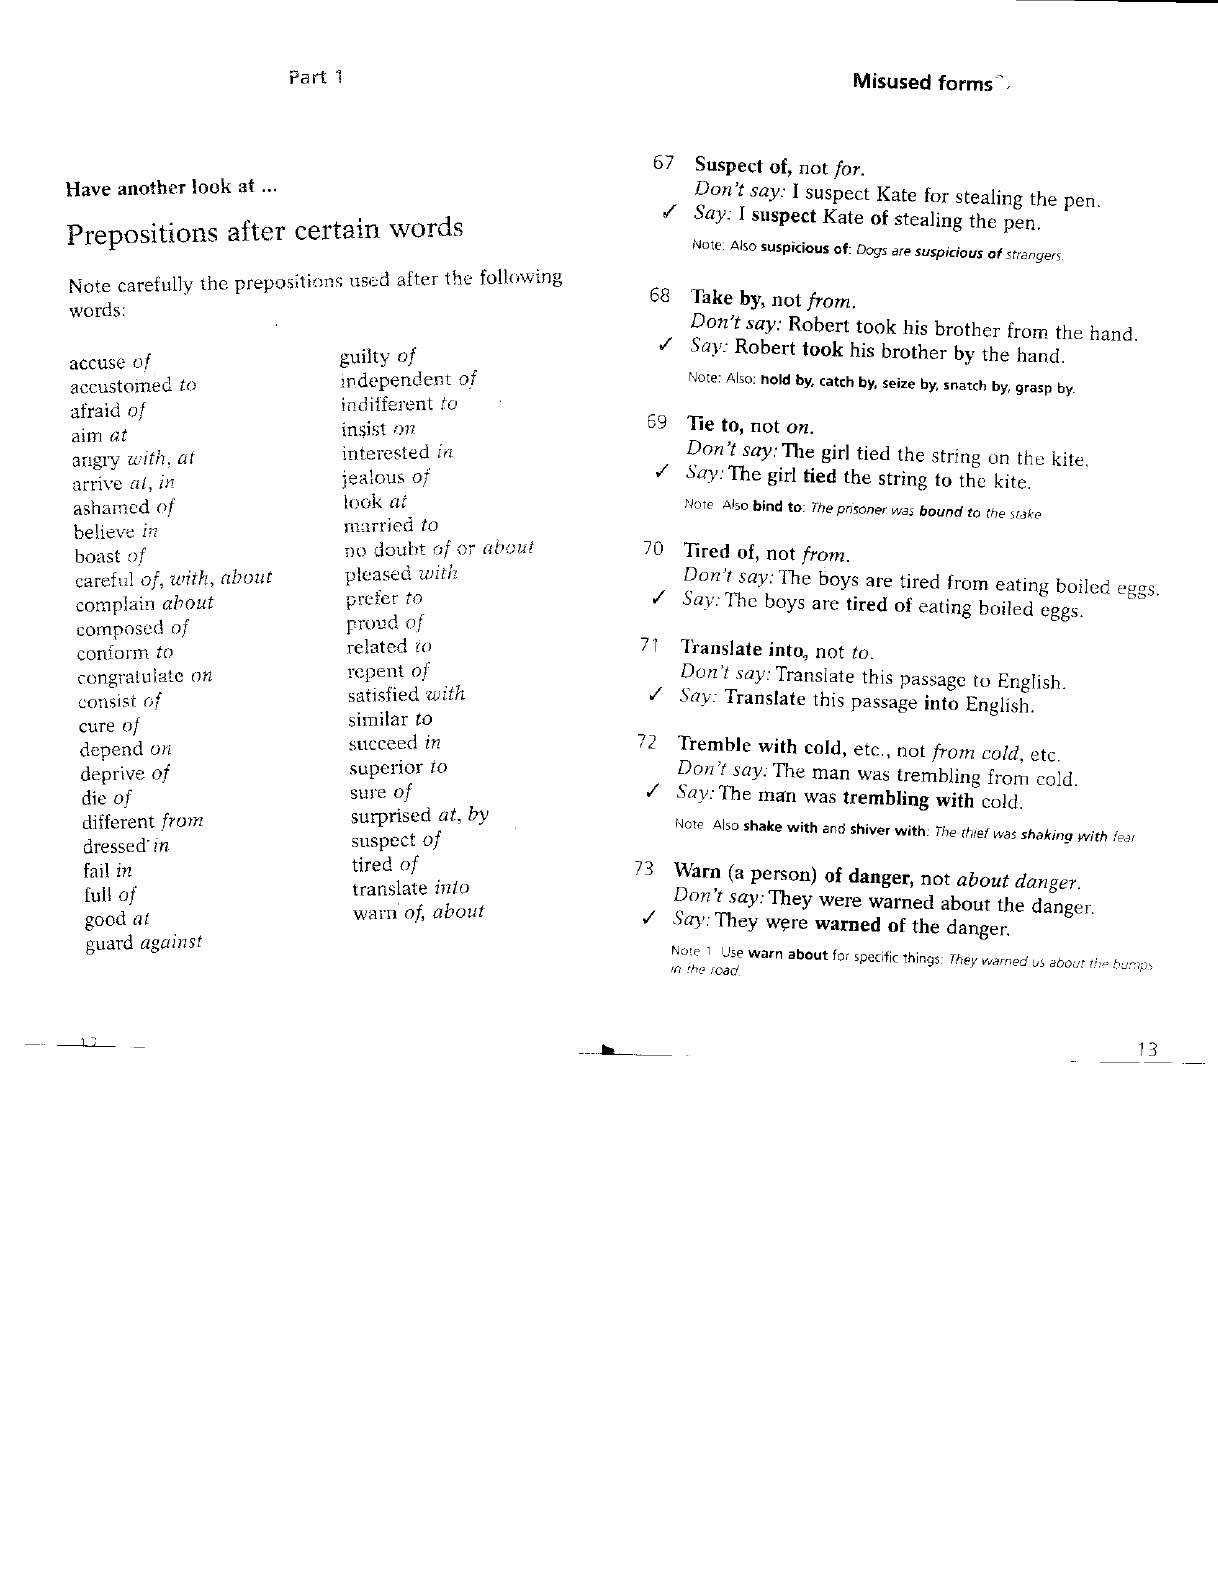 Part 1
Have another look at ...
Prepositions after certain words
Note carefully the prepositions used after the following
words:
accuse of
accustomed to
afraid of
aim at
angry with, at
arrive at, in
ashamed of
believe in
boast of
careful of, with, about
complain about
composed of
conform to
congratulate on
consist of
cure of
depend on
deprive of
die of
different from
dressed in
fail in
full of
good at
guard against
guilty of
independent of
indifferent to
insist on
interested in
jealous of
look at
married to
no doubt of or about
pleased with
prefer to
proud of
related to
repent of
satisfied with
similar to
succeed in
superior to
sure of
surprised at, by
suspect of
tired of
translate into
warn of, about
12
Misused forms
67 Suspect of, not for.
Don't say: I suspect Kate for stealing the pen.
✓ Say: I suspect Kate of stealing the pen.
Note: Also suspicious of: Dogs are suspicious of strangers.
68 Take by, not from.
Don't say: Robert took his brother from the hand.
✓ Say: Robert took his brother by the hand.
Note: Also: hold by, catch by, seize by, snatch by, grasp by.
69 Tie to, not on.
Don't say: The girl tied the string on the kite.
✓ Say: The girl tied the string to the kite.
Note Also bind to: The prisoner was bound to the stake
70 Tired of, not from.
Don't say: The boys are tired from eating boiled eggs.
✓ Say: The boys are tired of eating boiled eggs.
71 Translate into, not to.
Don't say: Translate this passage to English.
✓ Say: Translate this passage into English.
72 Tremble with cold, etc., not from cold, etc.
Don't say: The man was trembling from cold.
✓ Say: The man was trembling with cold.
Note Also shake with and shiver with: The thief was shaking with fear
73 Warn (a person) of danger, not about danger.
Don't say: They were warned about the danger.
✓ Say: They were warned of the danger.
Note 1 Use warn about for specific things: They warned us about the bumps
in the road.
13